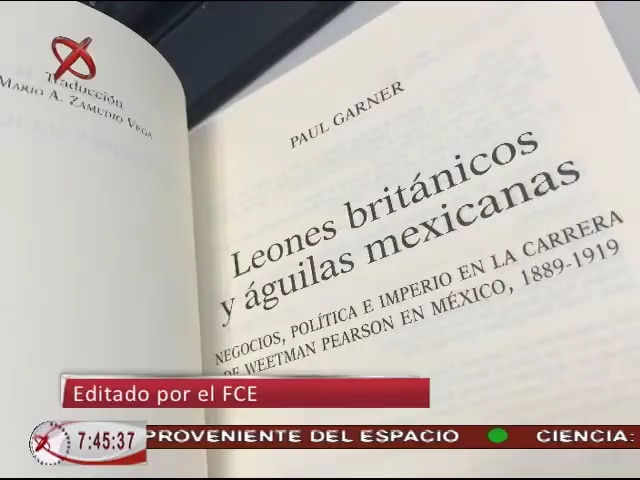 Traducción
MARIO A. ZAMUDIO VEGA
PAUL GARNER
Leones británicos
y águilas mexicanas
NEGOCIOS, POLÍTICA E IMPERIO EN LA CARRERA
DE WEETMAN PEARSON EN MÉXICO, 1889-1919
Editado por el FCE
7:45:37
PROVENIENTE DEL ESPACIO
CIENCIA: